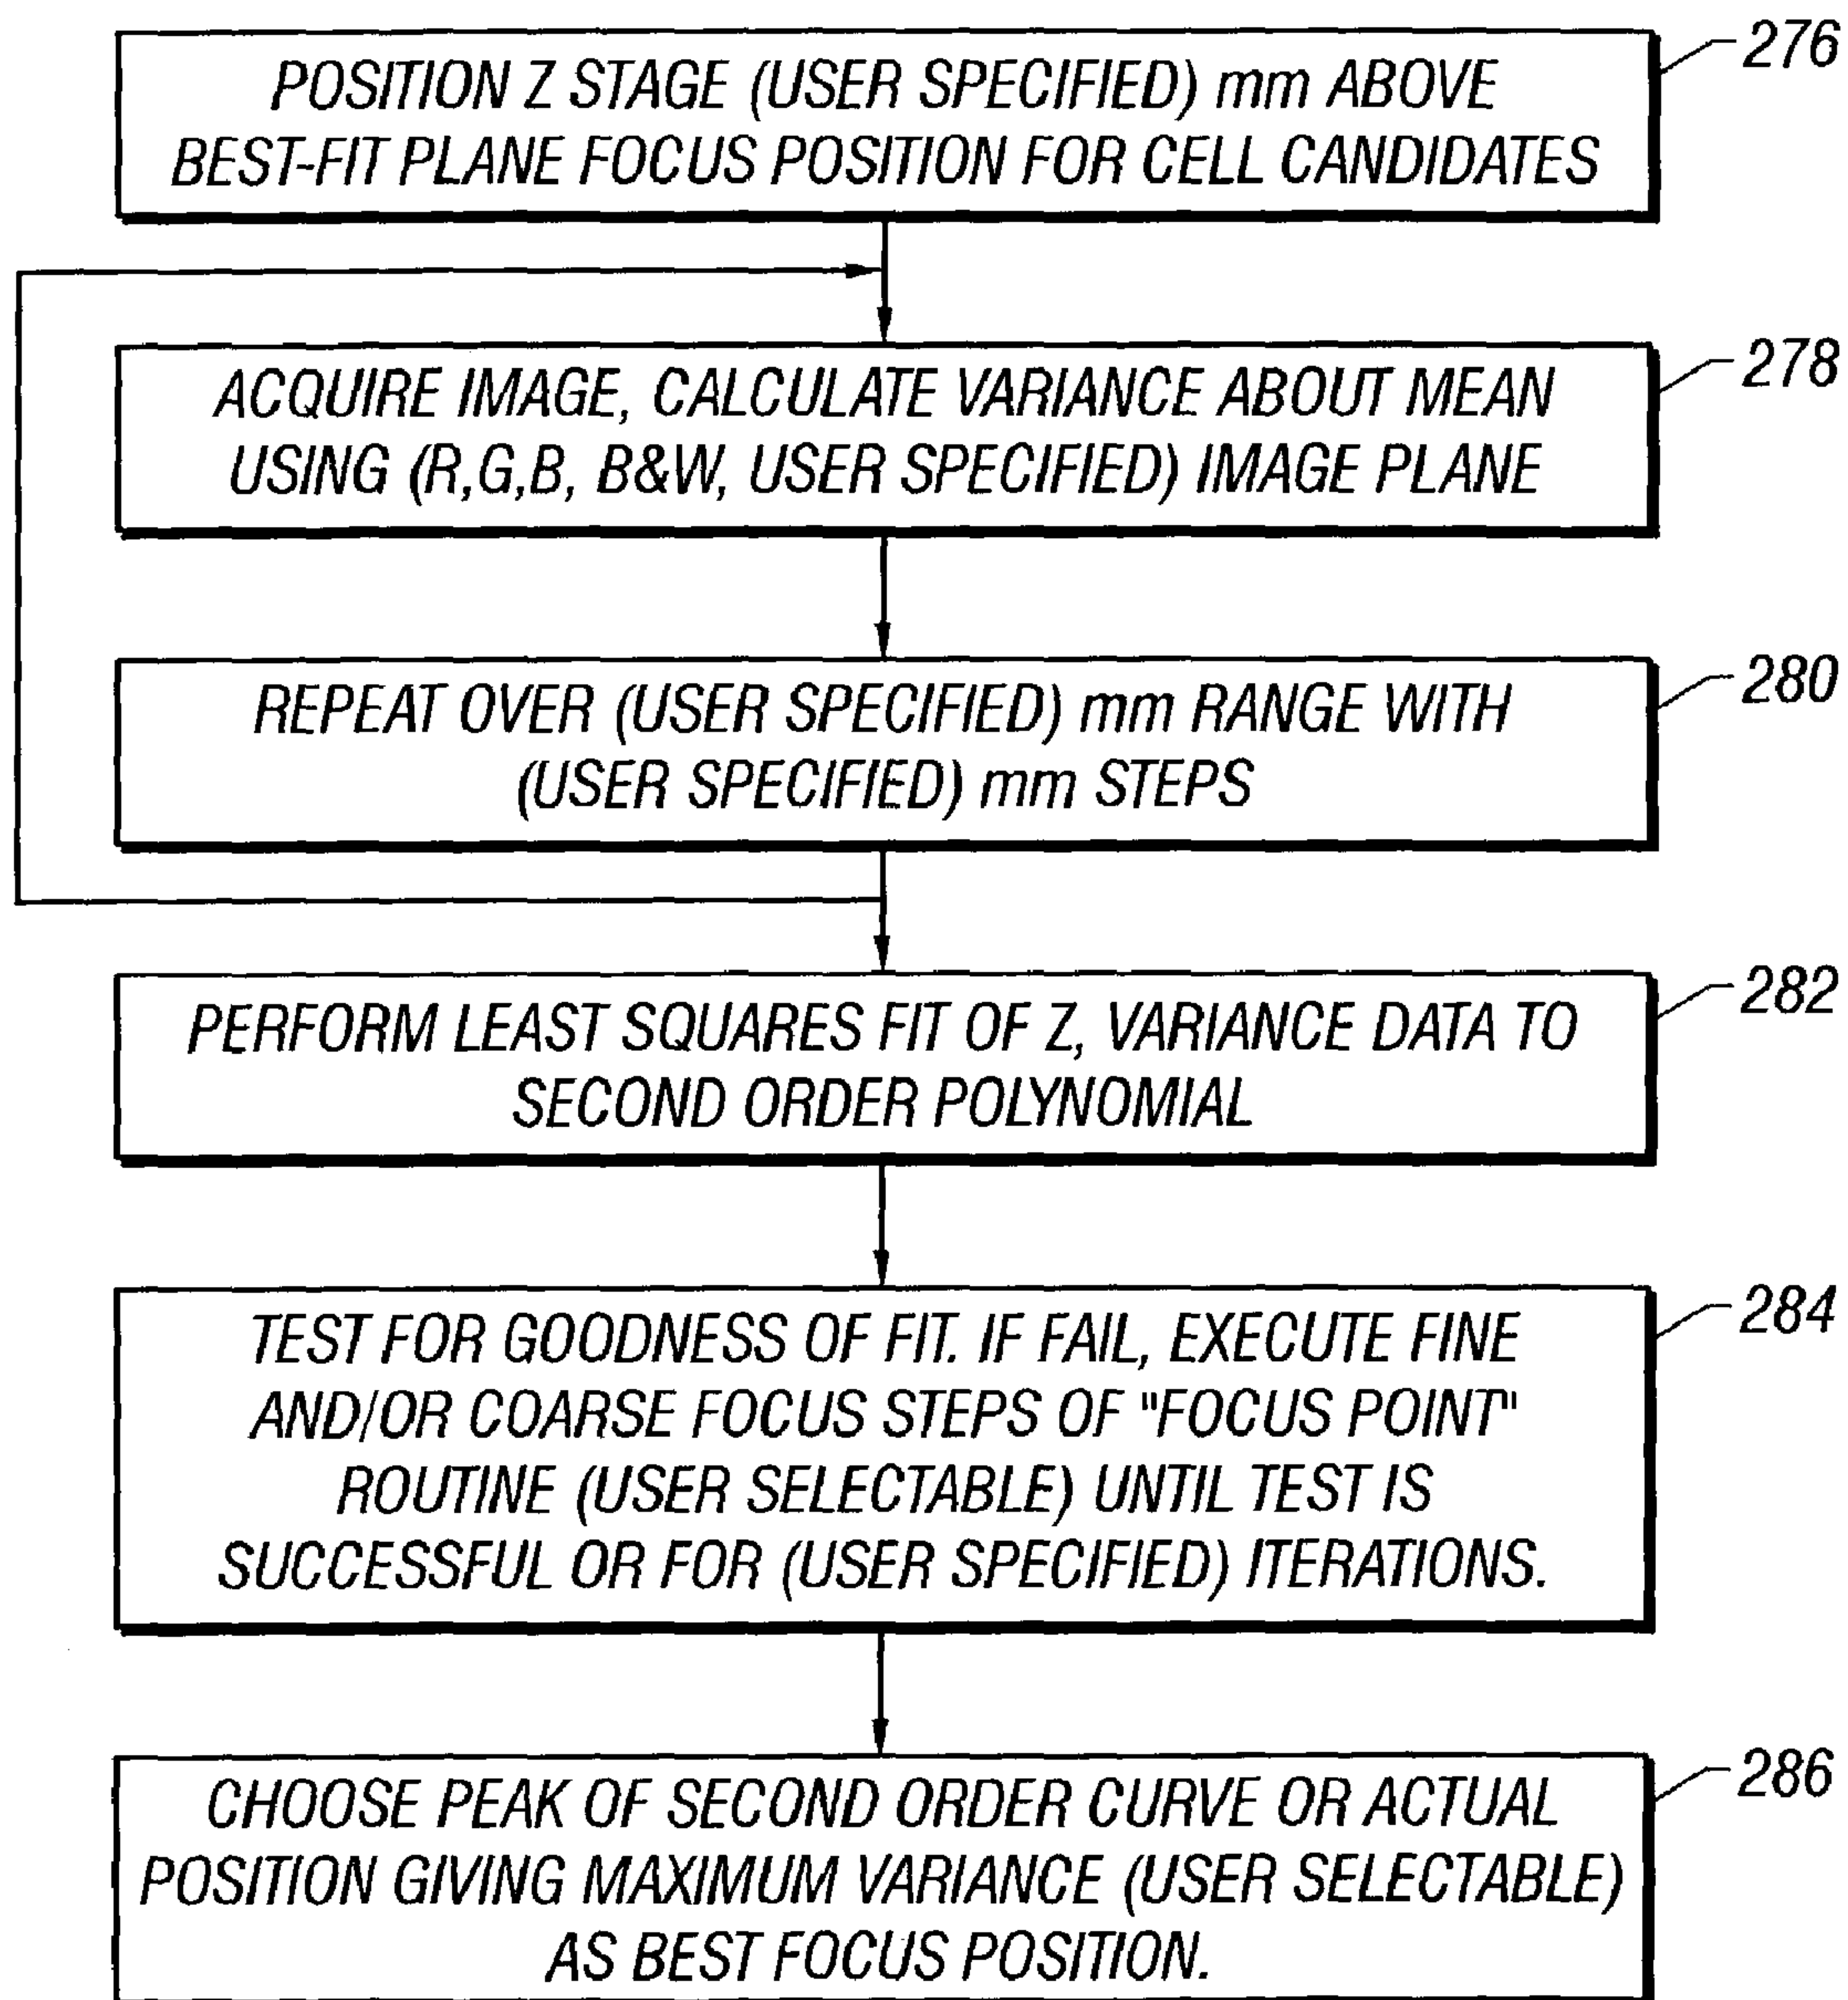 276
POSITION Z STAGE (USER SPECIFIED) mm ABOVE
BEST-FIT PLANE FOCUS POSITION FOR CELL CANDIDATES
278
ACQUIRE IMAGE, CALCULATE VARIANCE ABOUT MEAN
USING (R,G,B, B&W, USER SPECIFIED) IMAGE PLANE
280
REPEAT OVER (USER SPECIFIED) mm RANGE WITH
(USER SPECIFIED) mm STEPS
282
PERFORM LEAST SQUARES FIT OF Z, VARIANCE DATA TO
SECOND ORDER POLYNOMIAL
284
TEST FOR GOODNESS OF FIT. IF FAIL, EXECUTE FINE
AND/OR COARSE FOCUS STEPS OF "FOCUS POINT"
ROUTINE (USER SELECTABLE) UNTIL TEST IS
SUCCESSFUL OR FOR (USER SPECIFIED) ITERATIONS.
286
CHOOSE PEAK OF SECOND ORDER CURVE OR ACTUAL
POSITION GIVING MAXIMUM VARIANCE (USER SELECTABLE)
AS BEST FOCUS POSITION.